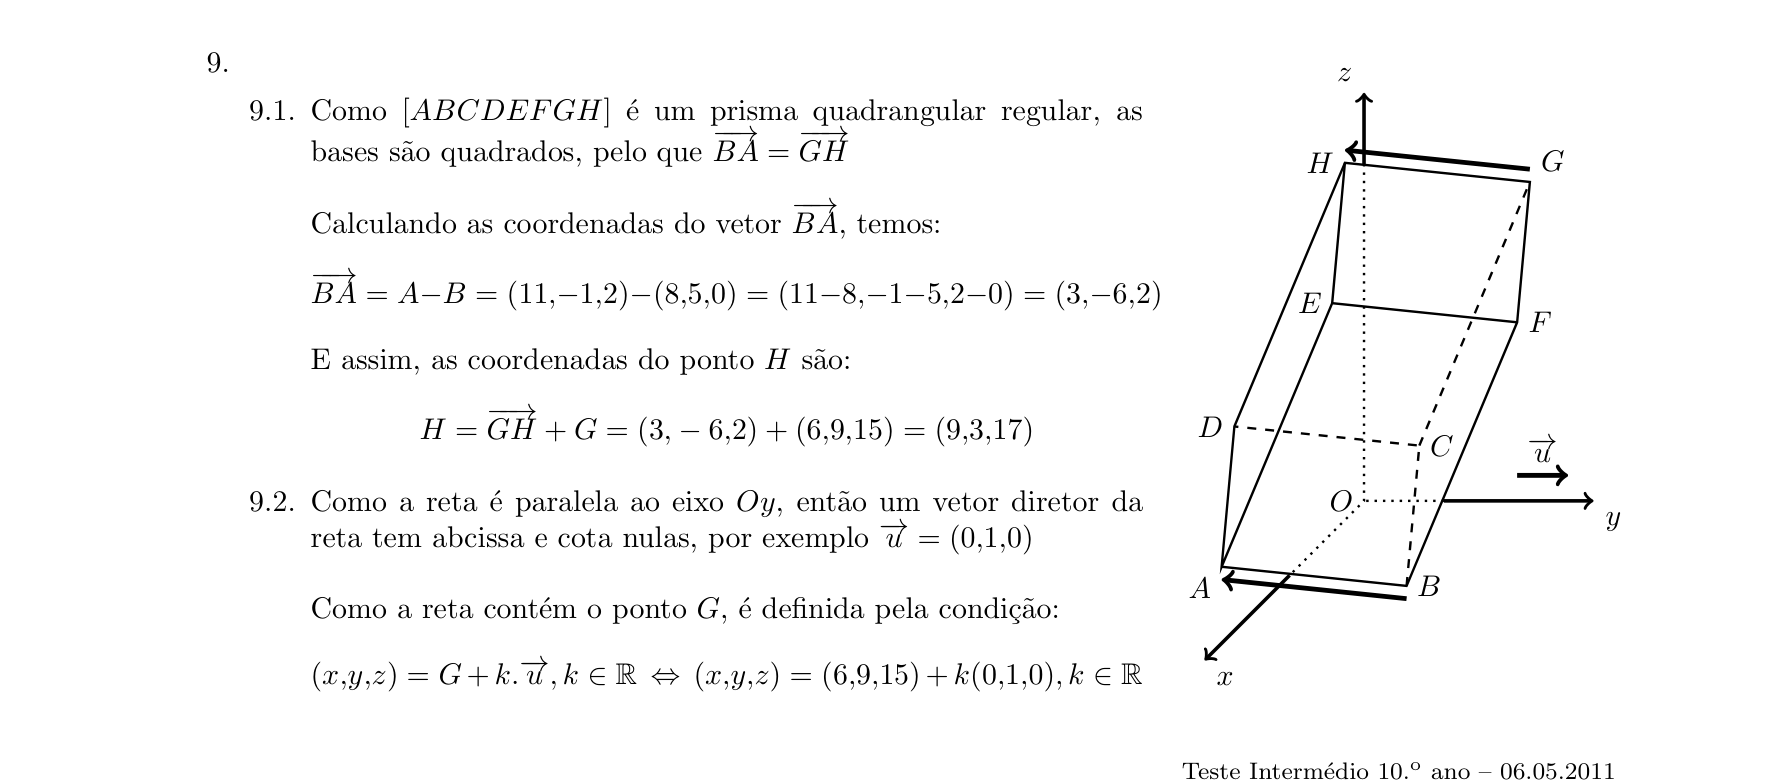 9.
9.1. Como [ABCDEFGH] é um prisma quadrangular regular, as
bases são quadrados, pelo que $\overrightarrow{BA} = \overrightarrow{GH}$
Calculando as coordenadas do vetor $\overrightarrow{BA}$, temos:
$\overrightarrow{BA} = A-B = (11,-1,2)-(8,5,0) = (11-8,-1-5,2-0) = (3,-6,2)$
E assim, as coordenadas do ponto H são:
$H = \overrightarrow{GH} + G = (3,-6,2) + (6,9,15) = (9,3,17)$
9.2. Como a reta é paralela ao eixo Oy, então um vetor diretor da
reta tem abcissa e cota nulas, por exemplo $\overrightarrow{u} = (0,1,0)$
Como a reta contém o ponto G, é definida pela condição:
$(x,y,z) = G + k.\overrightarrow{u}, k \in \mathbb{R} \Leftrightarrow (x,y,z) = (6,9,15) + k(0,1,0), k \in \mathbb{R}$
z
H
G
E
F
D
C
$\overrightarrow{u}$
O
y
A
B
x
Teste Intermédio 10.º ano – 06.05.2011